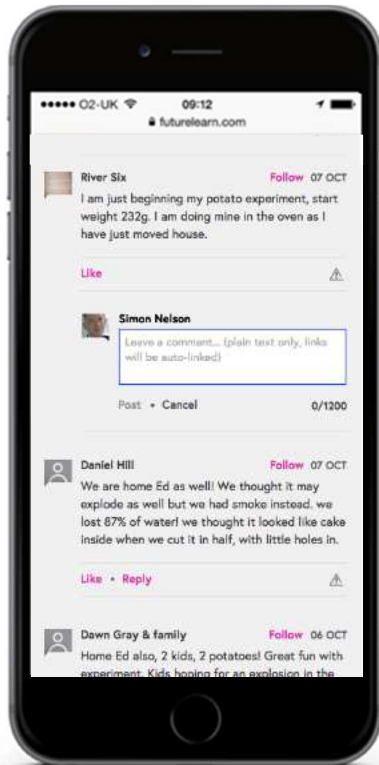 O2-UK 09:12
futurelearn.com
River Six Follow 07 OCT
I am just beginning my potato experiment, start
weight 232g. I am doing mine in the oven as I
have just moved house.
Like
Simon Nelson
Leave a comment... (plain text only, links
will be auto-linked)
Post • Cancel 0/1200
Daniel Hill Follow 07 OCT
We are home Ed as well! We thought it may
explode as well but we had smoke instead. we
lost 87% of water! we thought it looked like cake
inside when we cut it in half, with little holes in.
Like • Reply
Dawn Gray & family Follow 06 OCT
Home Ed also, 2 kids, 2 potatoes! Great fun with
experiment. Kids hoping for an explosion in the